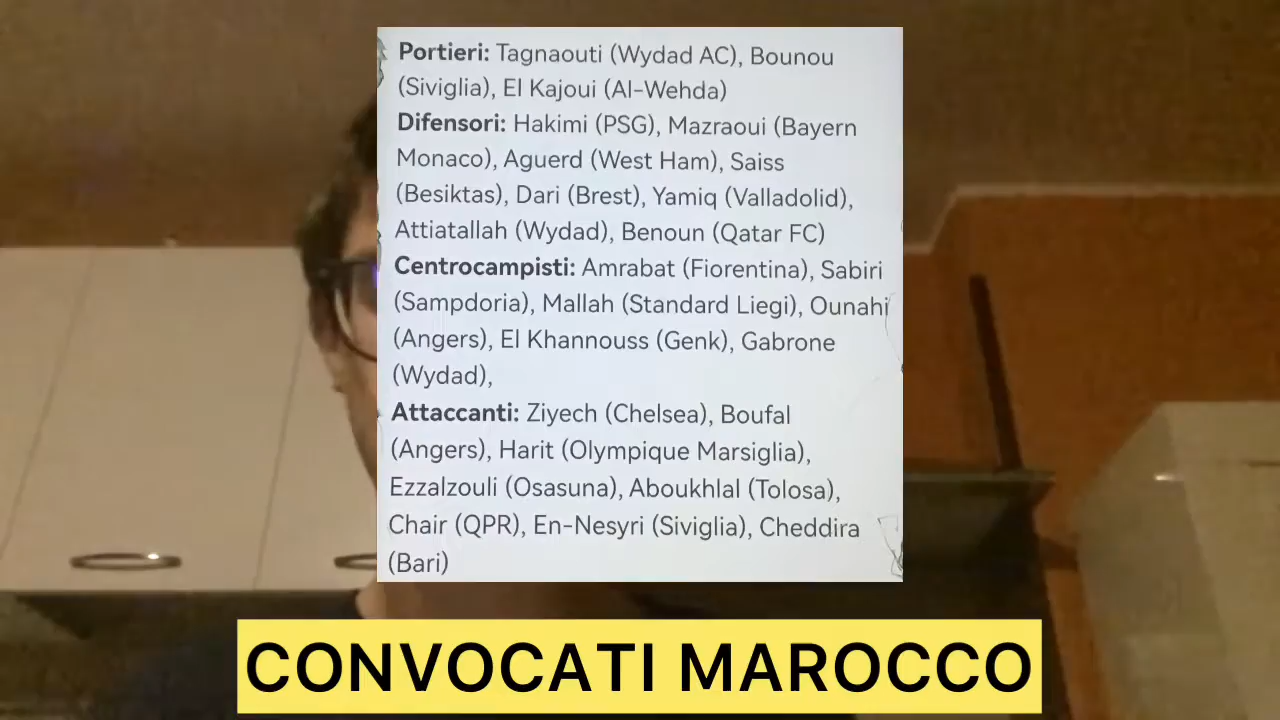 Portieri: Tagnaouti (Wydad AC), Bounou
(Siviglia), El Kajoui (Al-Wehda)
Difensori: Hakimi (PSG), Mazraoui (Bayern
Monaco), Aguerd (West Ham), Saiss
(Besiktas), Dari (Brest), Yamiq (Valladolid),
Attiatallah (Wydad), Benoun (Qatar FC)
Centrocampisti: Amrabat (Fiorentina), Sabiri
(Sampdoria), Mallah (Standard Liegi), Ounahi
(Angers), El Khannouss (Genk), Gabrone
(Wydad),
Attaccanti: Ziyech (Chelsea), Boufal
(Angers), Harit (Olympique Marsiglia),
Ezzalzouli (Osasuna), Aboukhlal (Tolosa),
Chair (QPR), En-Nesyri (Siviglia), Cheddira
(Bari)
CONVOCATI MAROCCO